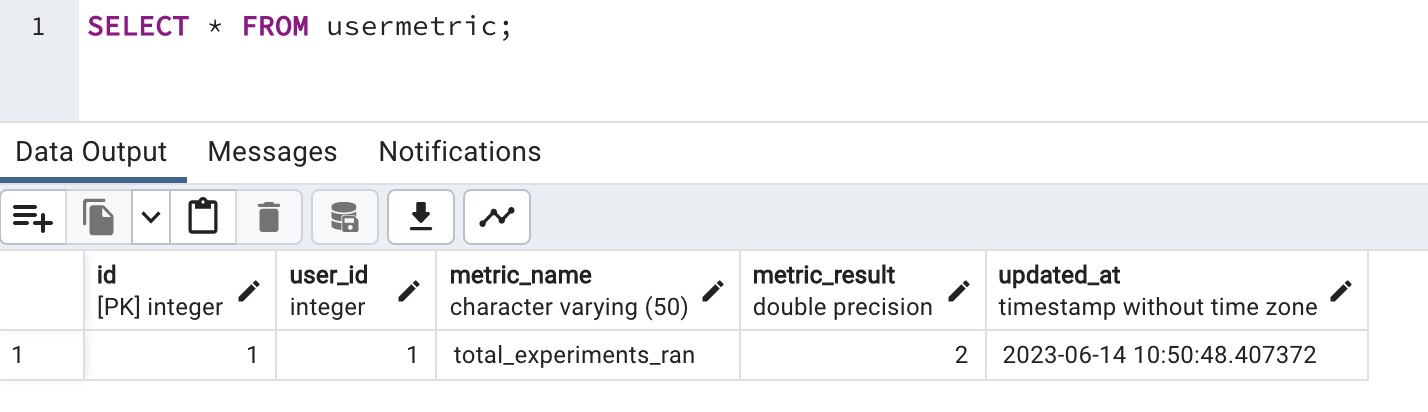 1 SELECT * FROM usermetric;
Data Output Messages Notifications
id user_id metric_name metric_result updated_at
[PK] integer integer character varying (50) double precision timestamp without time zone
1 1 1 total_experiments_ran 2 2023-06-14 10:50:48.407372